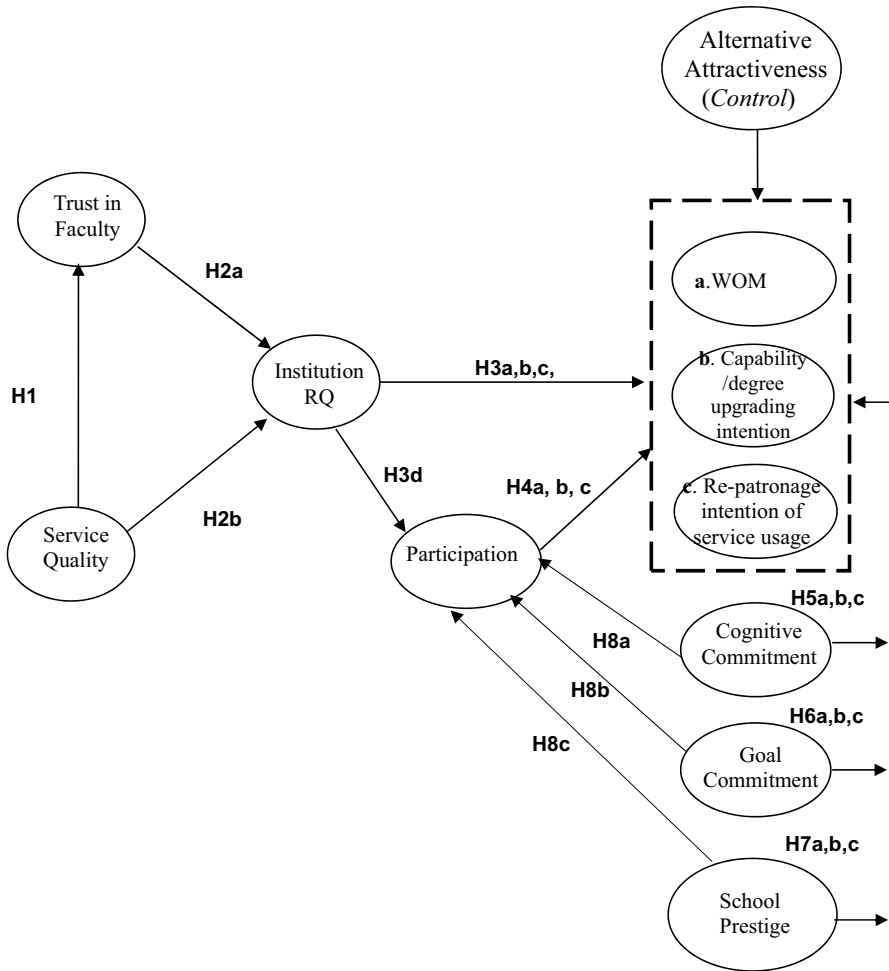 Alternative
Attractiveness
(Control)
Trust in
Faculty
H2a
a.WOM
H1
Institution
RQ
H3a,b,c,
b. Capability
/degree
upgrading
intention
H3d
H4a, b, c
H2b
Service
Quality
c. Re-patronage
intention of
service usage
Participation
H5a,b,c
Cognitive
Commitment
H8a
H8b
H6a,b,c
Goal
Commitment
H8c
H7a,b,c
School
Prestige